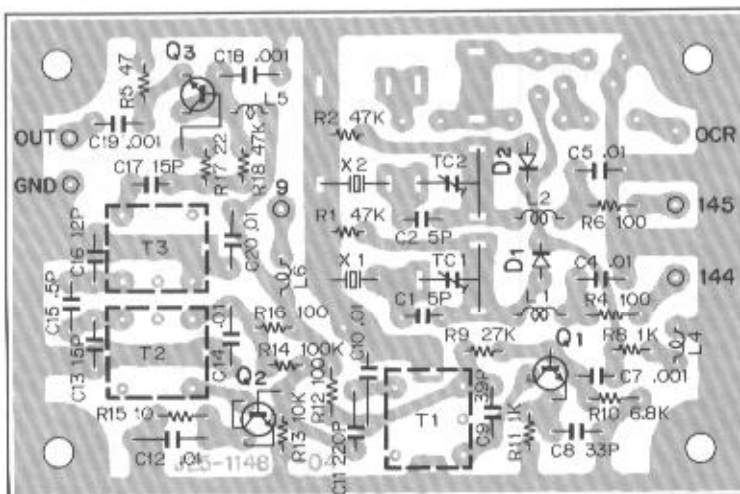 Q3
C18 .001
R5 47
L5
R2 47K
OUT
C19 .001
D2
C5 .01
OCR
C17 15P
R17 22
R18 47K
X2
TC2
GND
9
L2
R6 100
145
R1 47K
C2 5P
C16 12P
T3
C20 .01
D1
X1
TC1
C4 .01
144
L6
C15 .5P
C1 5P
L1
R4 100
R16 100
C10 .01
R9 27K
Q1
R8 1K
L4
C13 15P
T2
C14 .01
R14 100K
C7 .001
Q2
R12 100
T1
C9 39P
R10 6.8K
R15 10
R13 10K
R11 1K
C12 .01
C11 220P
C8 33P